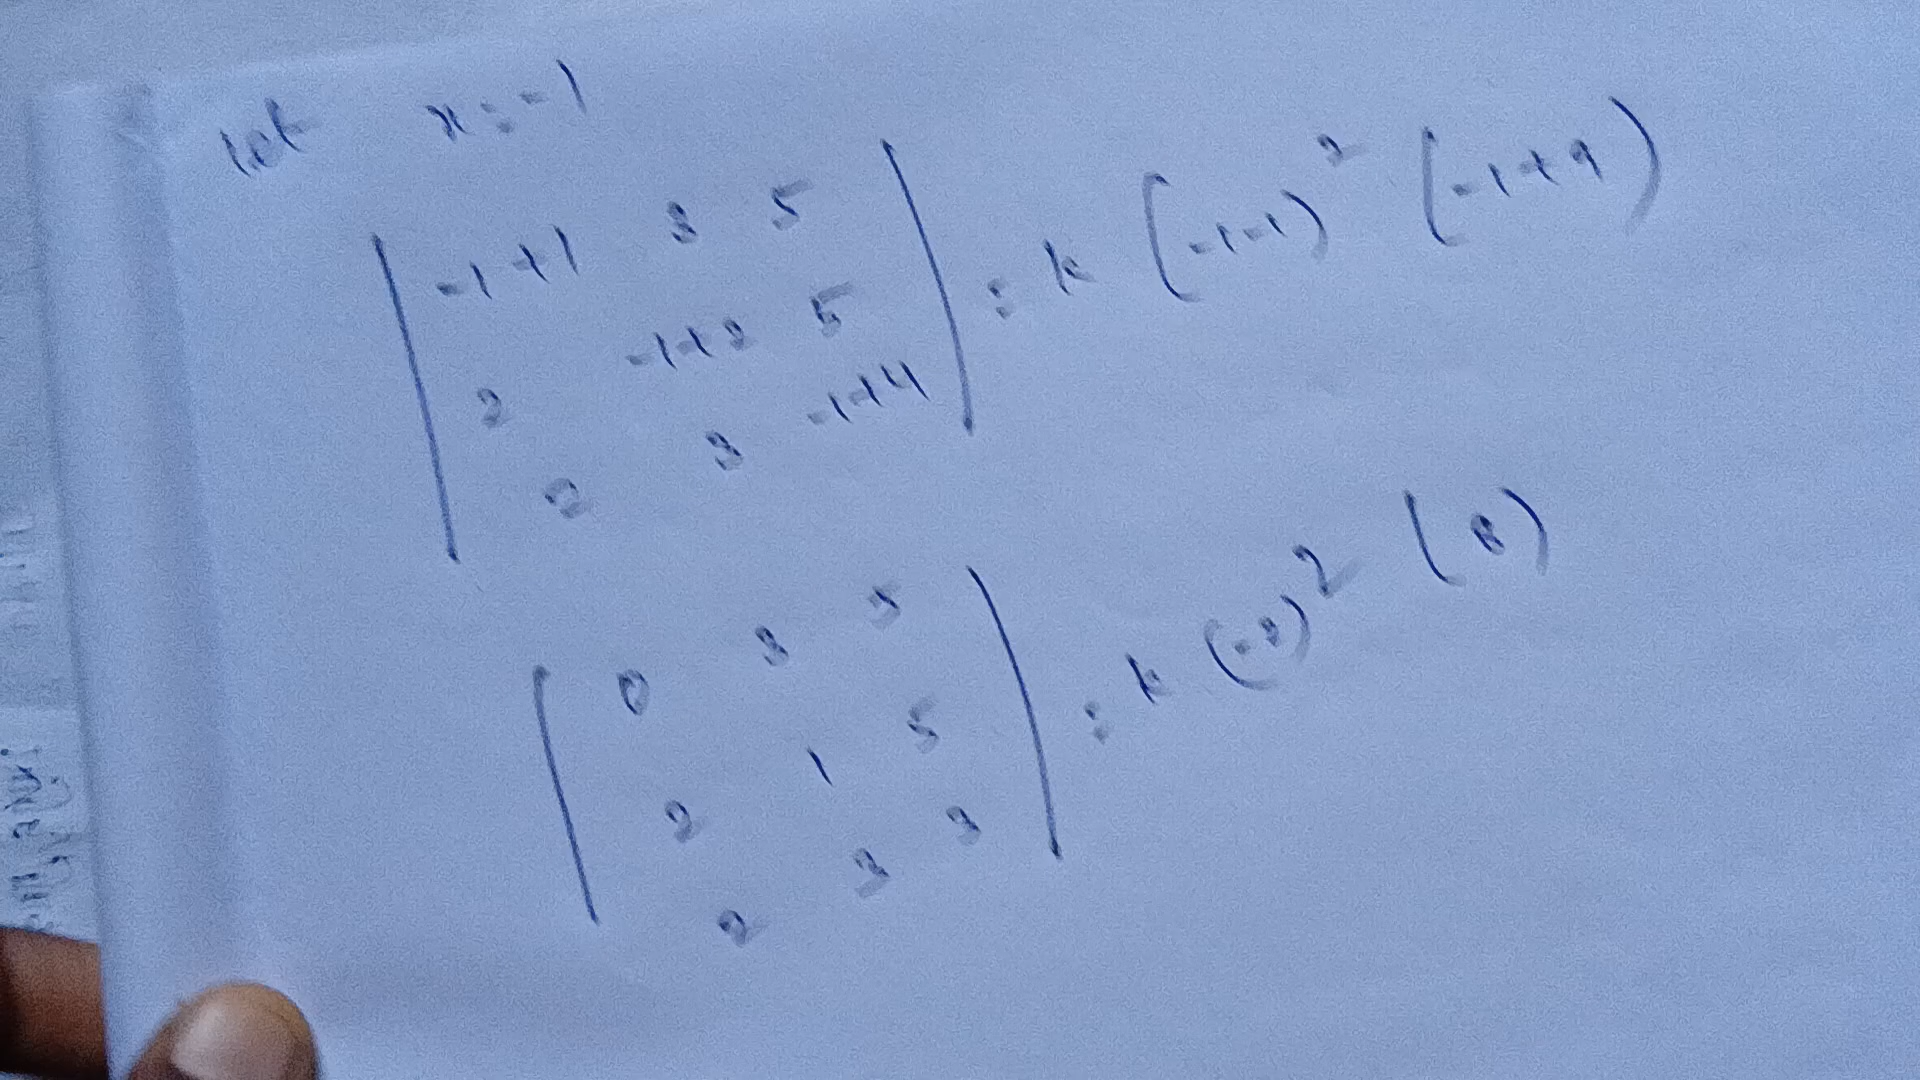 let x = -1
| -1+1 3 5 |
| 2 -1+2 5 | = k (-1-1)² (-1+9)
| 2 3 -1+4 |
| 0 3 5 |
| 2 1 5 | = k (-2)² (8)
| 2 3 3 |